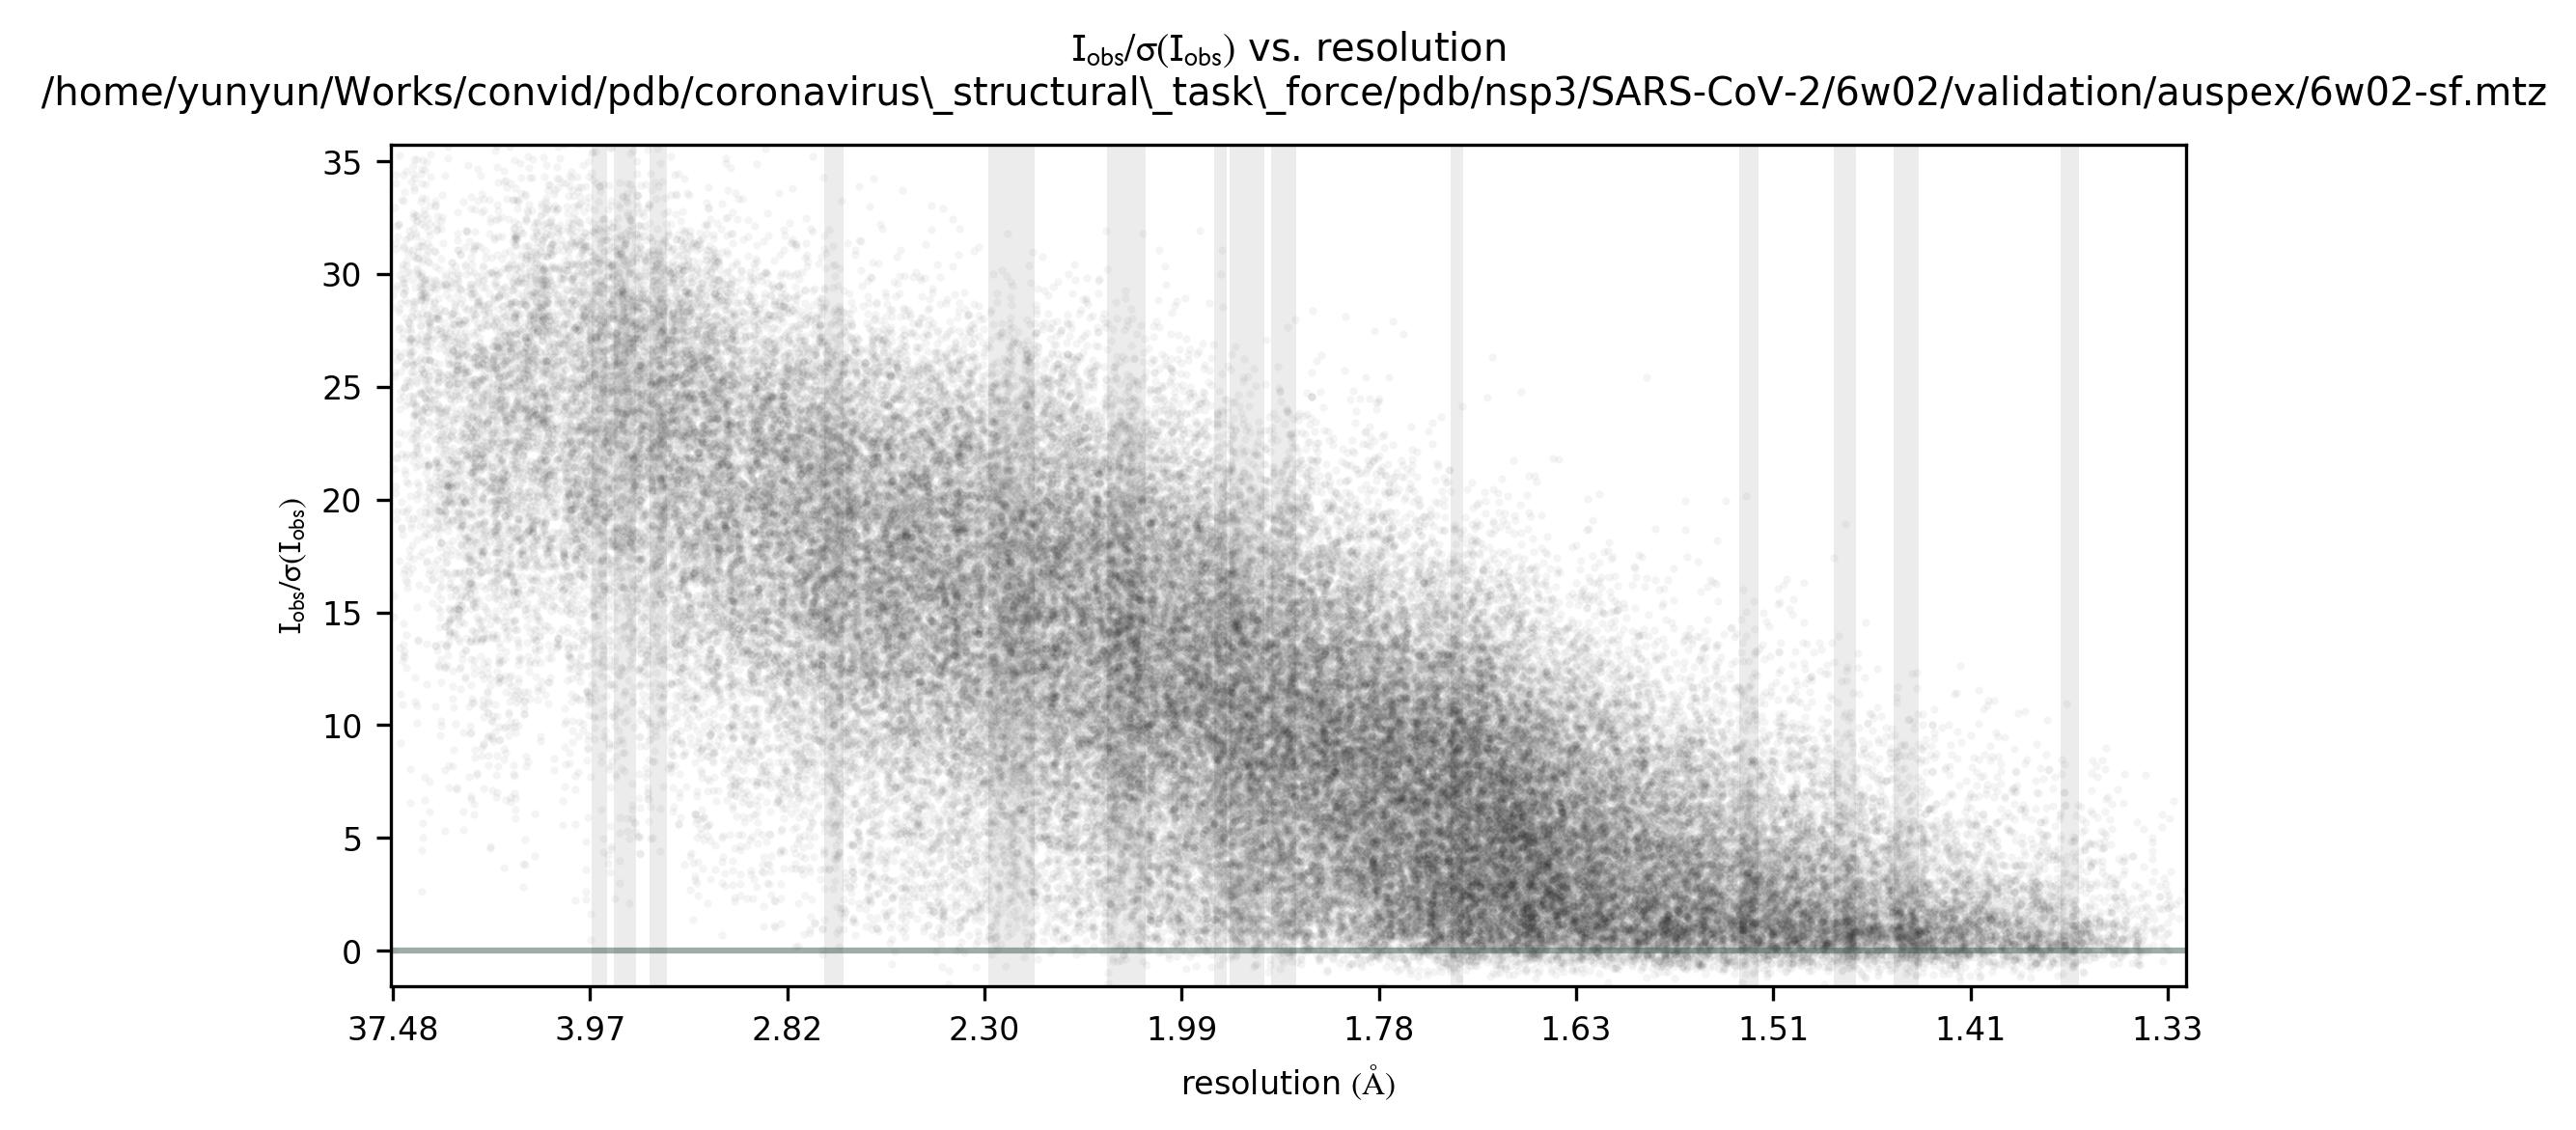 Iobs/σ(Iobs) vs. resolution
/home/yunyun/Works/convid/pdb/coronavirus\_structural\_task\_force/pdb/nsp3/SARS-CoV-2/6w02/validation/auspex/6w02-sf.mtz
35
30
25
20
15
10
5
0
Iobs/σ(Iobs)
37.48 3.97 2.82 2.30 1.99 1.78 1.63 1.51 1.41 1.33
resolution (Å)